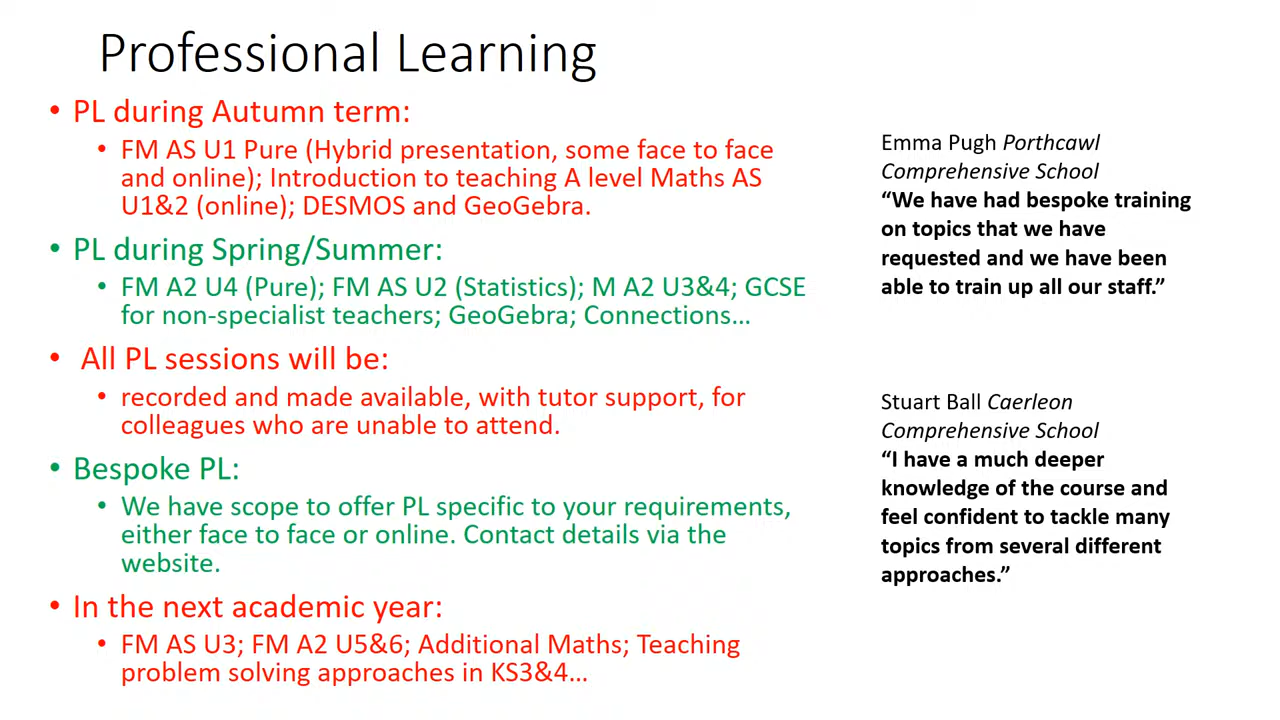 Professional Learning
• PL during Autumn term:
• FM AS U1 Pure (Hybrid presentation, some face to face
and online); Introduction to teaching A level Maths AS
U1&2 (online); DESMOS and GeoGebra.
• PL during Spring/Summer:
• FM A2 U4 (Pure); FM AS U2 (Statistics); M A2 U3&4; GCSE
for non-specialist teachers; GeoGebra; Connections…
• All PL sessions will be:
• recorded and made available, with tutor support, for
colleagues who are unable to attend.
• Bespoke PL:
• We have scope to offer PL specific to your requirements,
either face to face or online. Contact details via the
website.
• In the next academic year:
• FM AS U3; FM A2 U5&6; Additional Maths; Teaching
problem solving approaches in KS3&4…
Emma Pugh Porthcawl
Comprehensive School
“We have had bespoke training
on topics that we have
requested and we have been
able to train up all our staff.”
Stuart Ball Caerleon
Comprehensive School
“I have a much deeper
knowledge of the course and
feel confident to tackle many
topics from several different
approaches.”